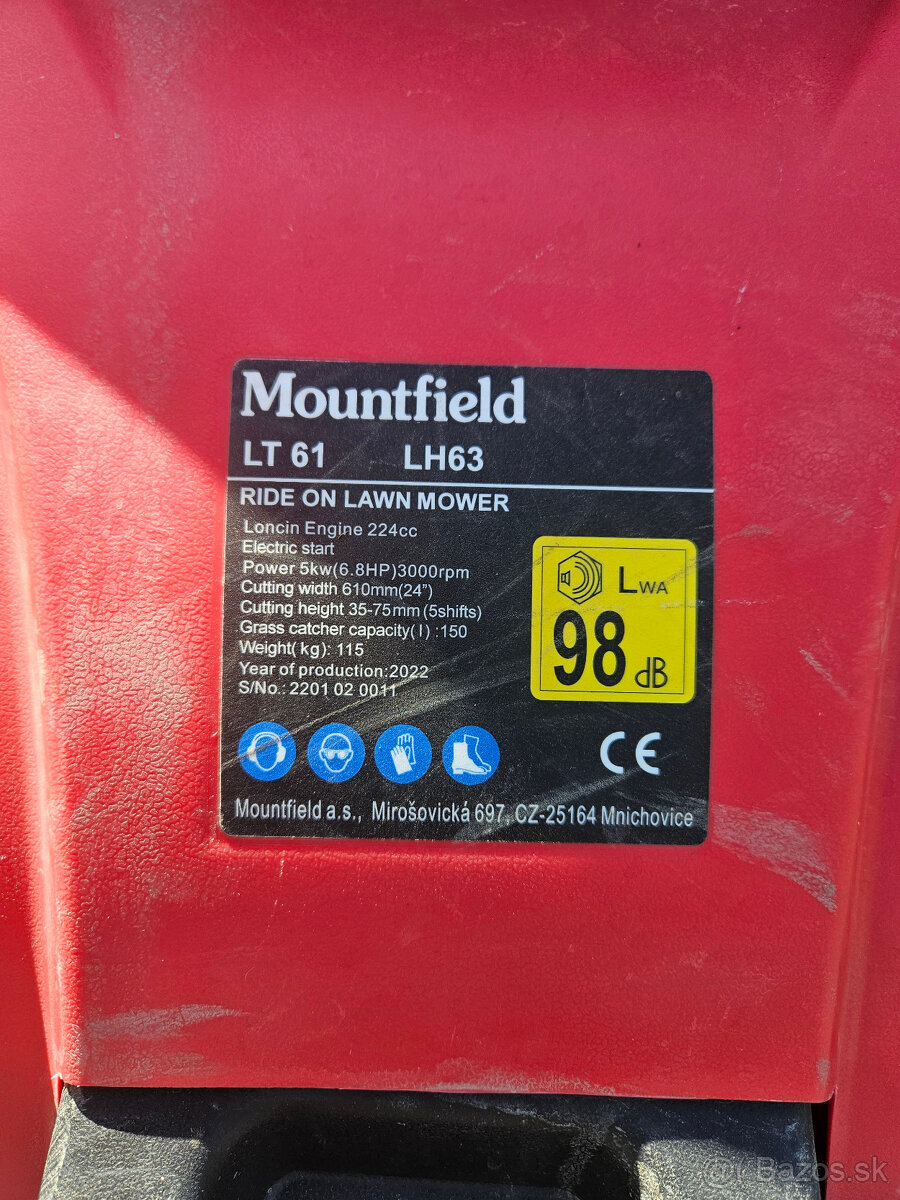 Mountfield
LT 61 LH63
RIDE ON LAWN MOWER
Loncin Engine 224cc
Electric start
Power 5kw(6.8HP)3000rpm
Cutting width 610mm(24")
Cutting height 35-75mm (5shifts)
Grass catcher capacity( l ) :150
Weight( kg): 115
Year of production:2022
S/No.: 2201 02 0011
LWA
98 dB
CE
Mountfield a.s., Mirošovická 697, CZ-25164 Mnichovice
Bazos.sk